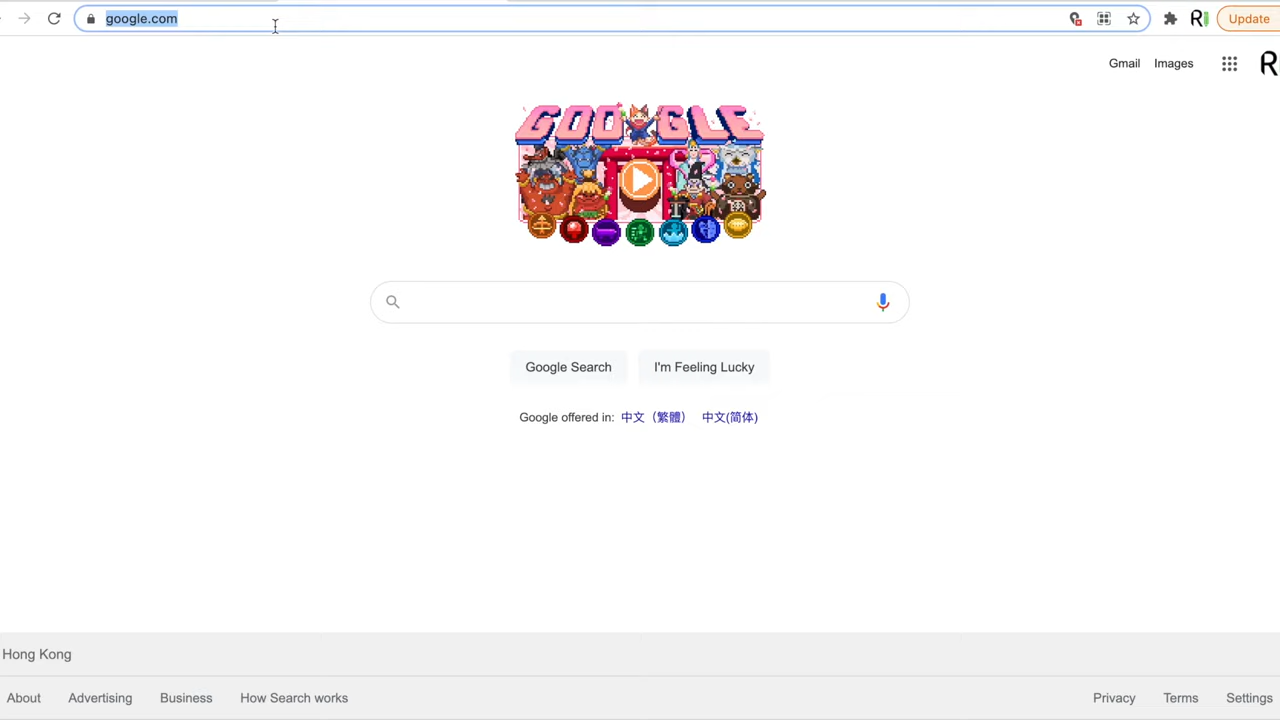 google.com
Update
Gmail Images
GOOGLE
Google Search I'm Feeling Lucky
Google offered in: 中文（繁體） 中文(简体)
Hong Kong
About Advertising Business How Search works Privacy Terms Settings